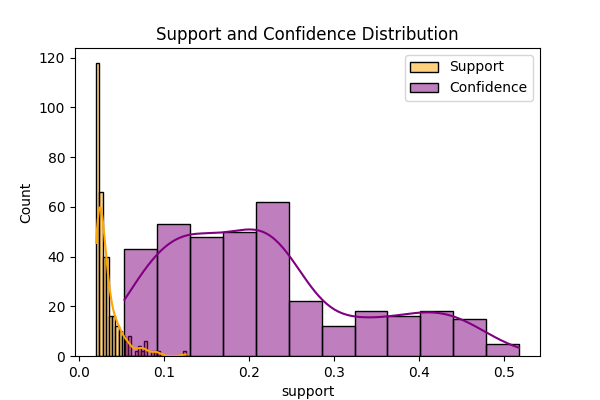 Support and Confidence Distribution
Support
Confidence
120
100
80
60
40
20
0
Count
0.0 0.1 0.2 0.3 0.4 0.5
support